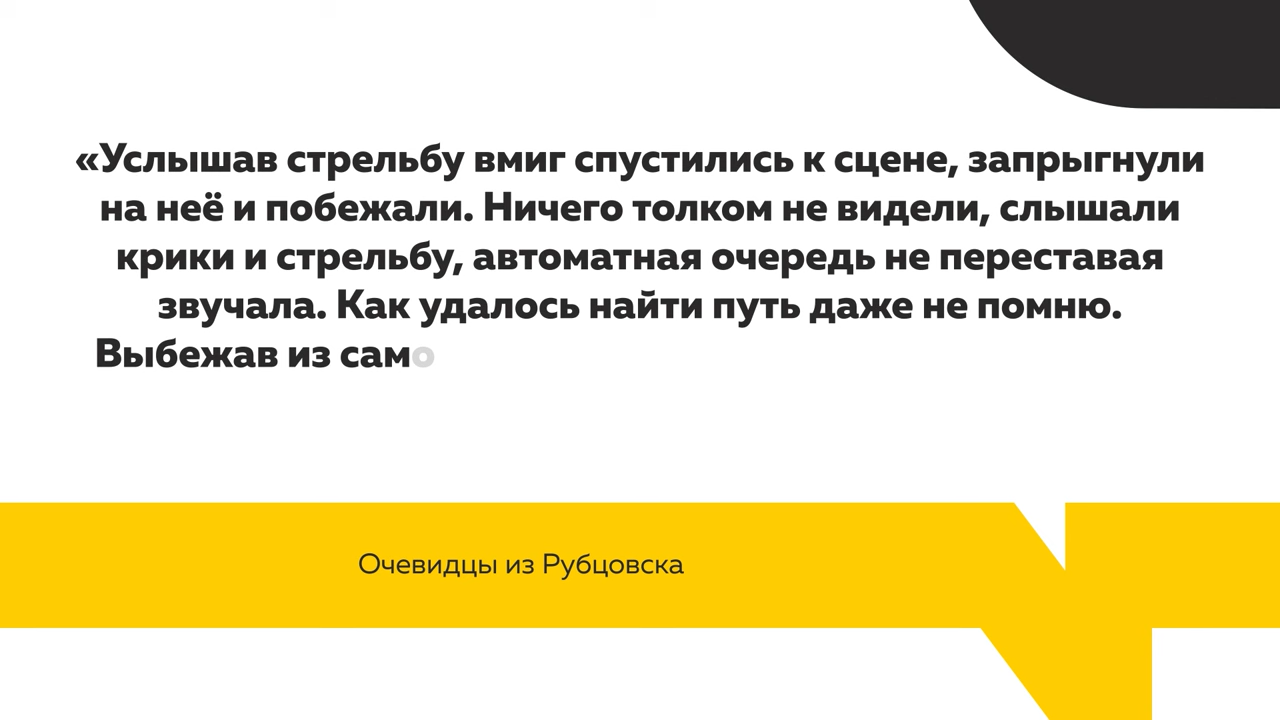 «Услышав стрельбу вмиг спустились к сцене, запрыгнули
на неё и побежали. Ничего толком не видели, слышали
крики и стрельбу, автоматная очередь не переставая
звучала. Как удалось найти путь даже не помню.
Выбежав из само
Очевидцы из Рубцовска